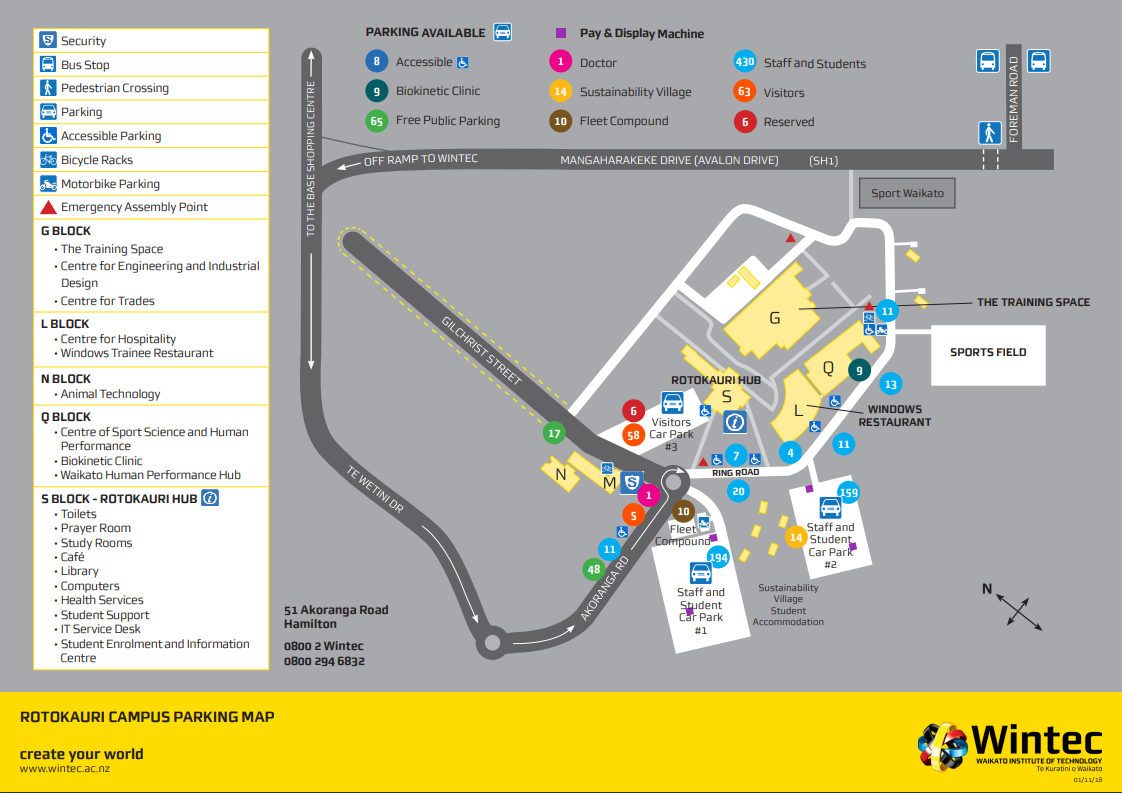 Security
Bus Stop
Pedestrian Crossing
Parking
Accessible Parking
Bicycle Racks
Motorbike Parking
Emergency Assembly Point
G BLOCK
• The Training Space
• Centre for Engineering and Industrial
Design
• Centre for Trades
L BLOCK
• Centre for Hospitality
• Windows Trainee Restaurant
N BLOCK
• Animal Technology
Q BLOCK
• Centre of Sport Science and Human
Performance
• Biokinetic Clinic
• Waikato Human Performance Hub
S BLOCK - ROTOKAURI HUB
• Toilets
• Prayer Room
• Study Rooms
• Café
• Library
• Computers
• Health Services
• Student Support
• IT Service Desk
• Student Enrolment and Information
Centre
PARKING AVAILABLE
Pay & Display Machine
8 Accessible
1 Doctor
430 Staff and Students
9 Biokinetic Clinic
14 Sustainability Village
63 Visitors
65 Free Public Parking
10 Fleet Compound
6 Reserved
TO THE BASE SHOPPING CENTRE
OFF RAMP TO WINTEC
MANGAHARAKEKE DRIVE (AVALON DRIVE)
(SH1)
FOREMAN ROAD
Sport Waikato
GILCHRIST STREET
G
THE TRAINING SPACE
11
SPORTS FIELD
Q
9
13
ROTOKAURI HUB
S
L
WINDOWS
RESTAURANT
6
58
Visitors
Car Park
#3
17
11
4
7
RING ROAD
20
N
M
S
1
5
11
48
TE WETINI DR
AKORANGA RD
10
Fleet
Compound
194
Staff and
Student
Car Park
#1
159
Staff and
Student
Car Park
#2
14
Sustainability
Village
Student
Accommodation
N
51 Akoranga Road
Hamilton
0800 2 Wintec
0800 294 6832
ROTOKAURI CAMPUS PARKING MAP
create your world
www.wintec.ac.nz
Wintec
WAIKATO INSTITUTE OF TECHNOLOGY
Te Kuratini o Waikato
01/11/18